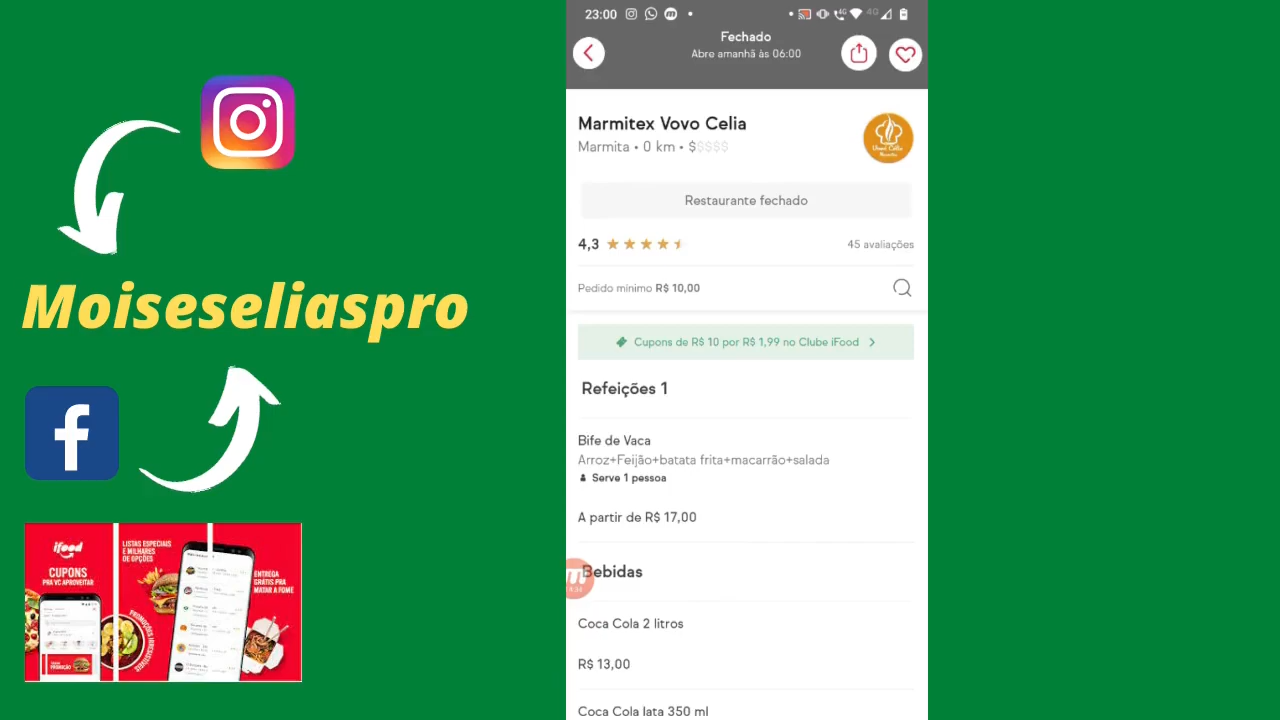 Moiseseliaspro
ifood
CUPONS
PRA VC APROVEITAR
LISTAS ESPECIAIS
E MILHARES
DE OPÇÕES
PROMOÇÕES IRRESISTÍVEIS
ENTREGA
GRÁTIS PRA
MATAR A FOME
23:00
4G
4G
Fechado
Abre amanhã às 06:00
Marmitex Vovo Celia
Marmita • 0 km • $$$$$
Restaurante fechado
4,3
45 avaliações
Pedido mínimo R$ 10,00
Cupons de R$ 10 por R$ 1,99 no Clube iFood
Refeições 1
Bife de Vaca
Arroz+Feijão+batata frita+macarrão+salada
Serve 1 pessoa
A partir de R$ 17,00
Bebidas
Coca Cola 2 litros
R$ 13,00
Coca Cola lata 350 ml